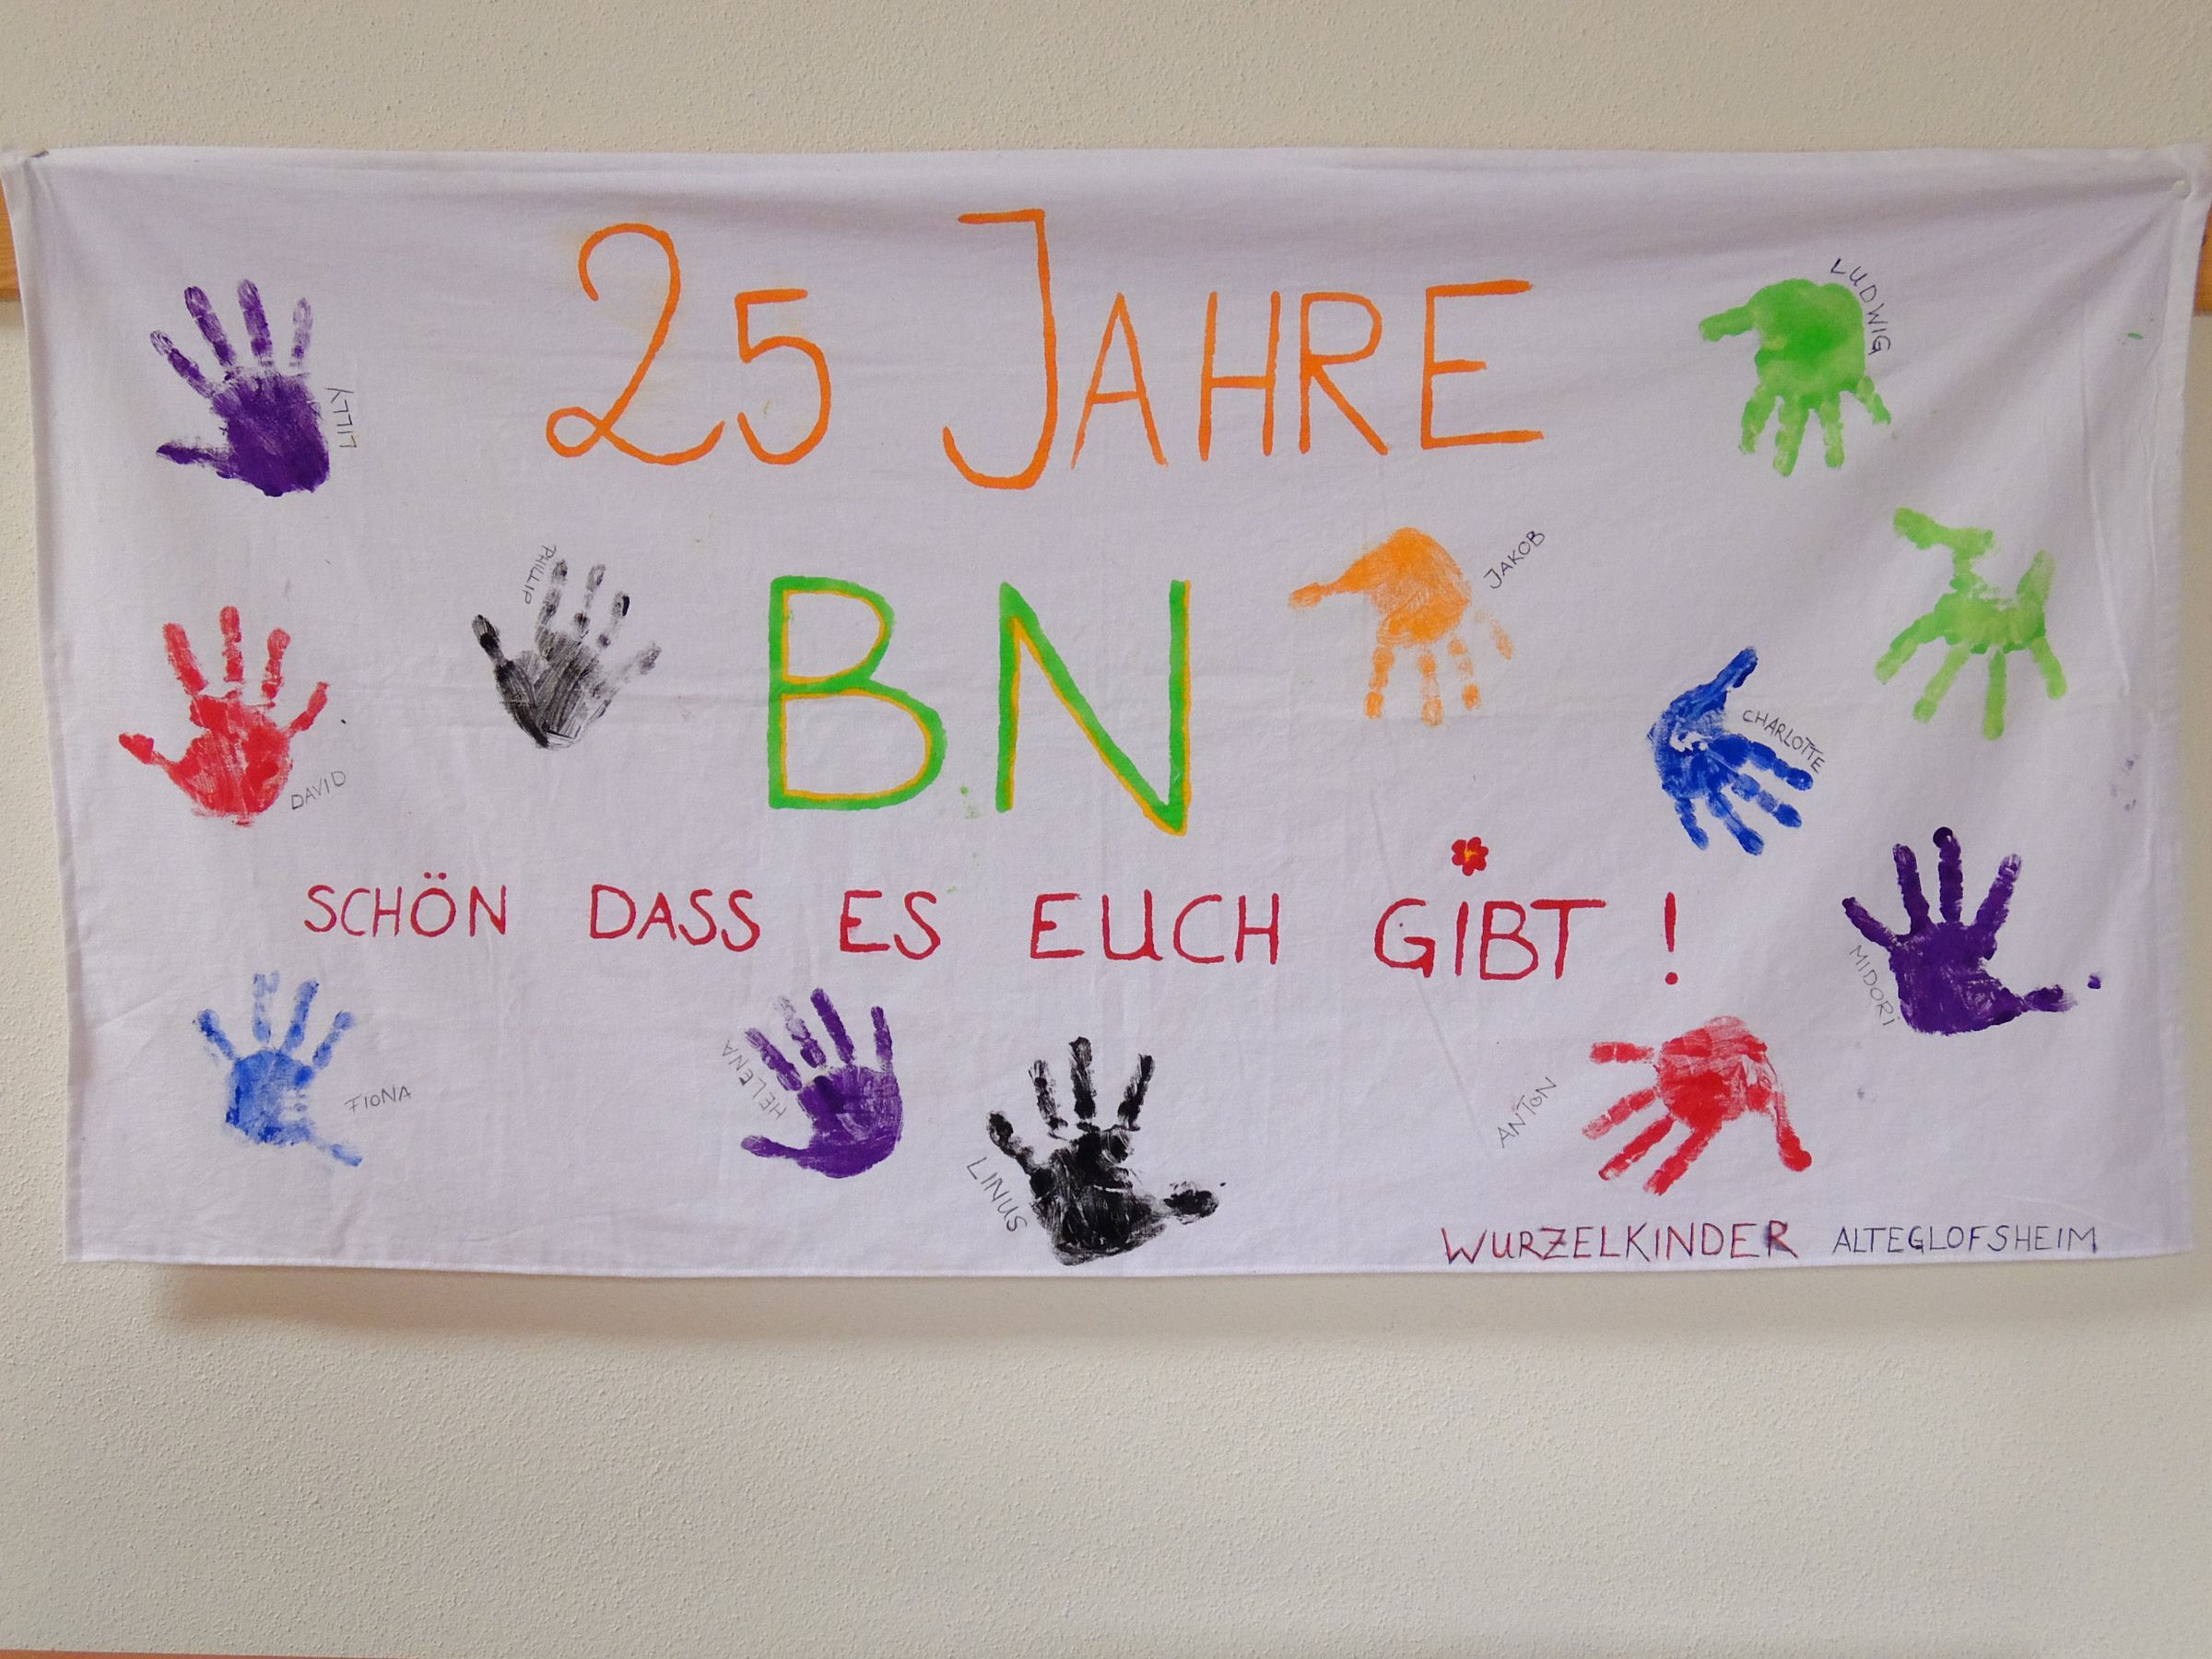 25 JAHRE
LUDWIG
LILLY
PHILLIP
BN
JAKOB
CHARLOTTE
DAVID
SCHÖN DASS ES EUCH GIBT !
MIDORI
FIONA
HELENA
LINUS
ANTON
WURZELKINDER ALTEGLOFSHEIM